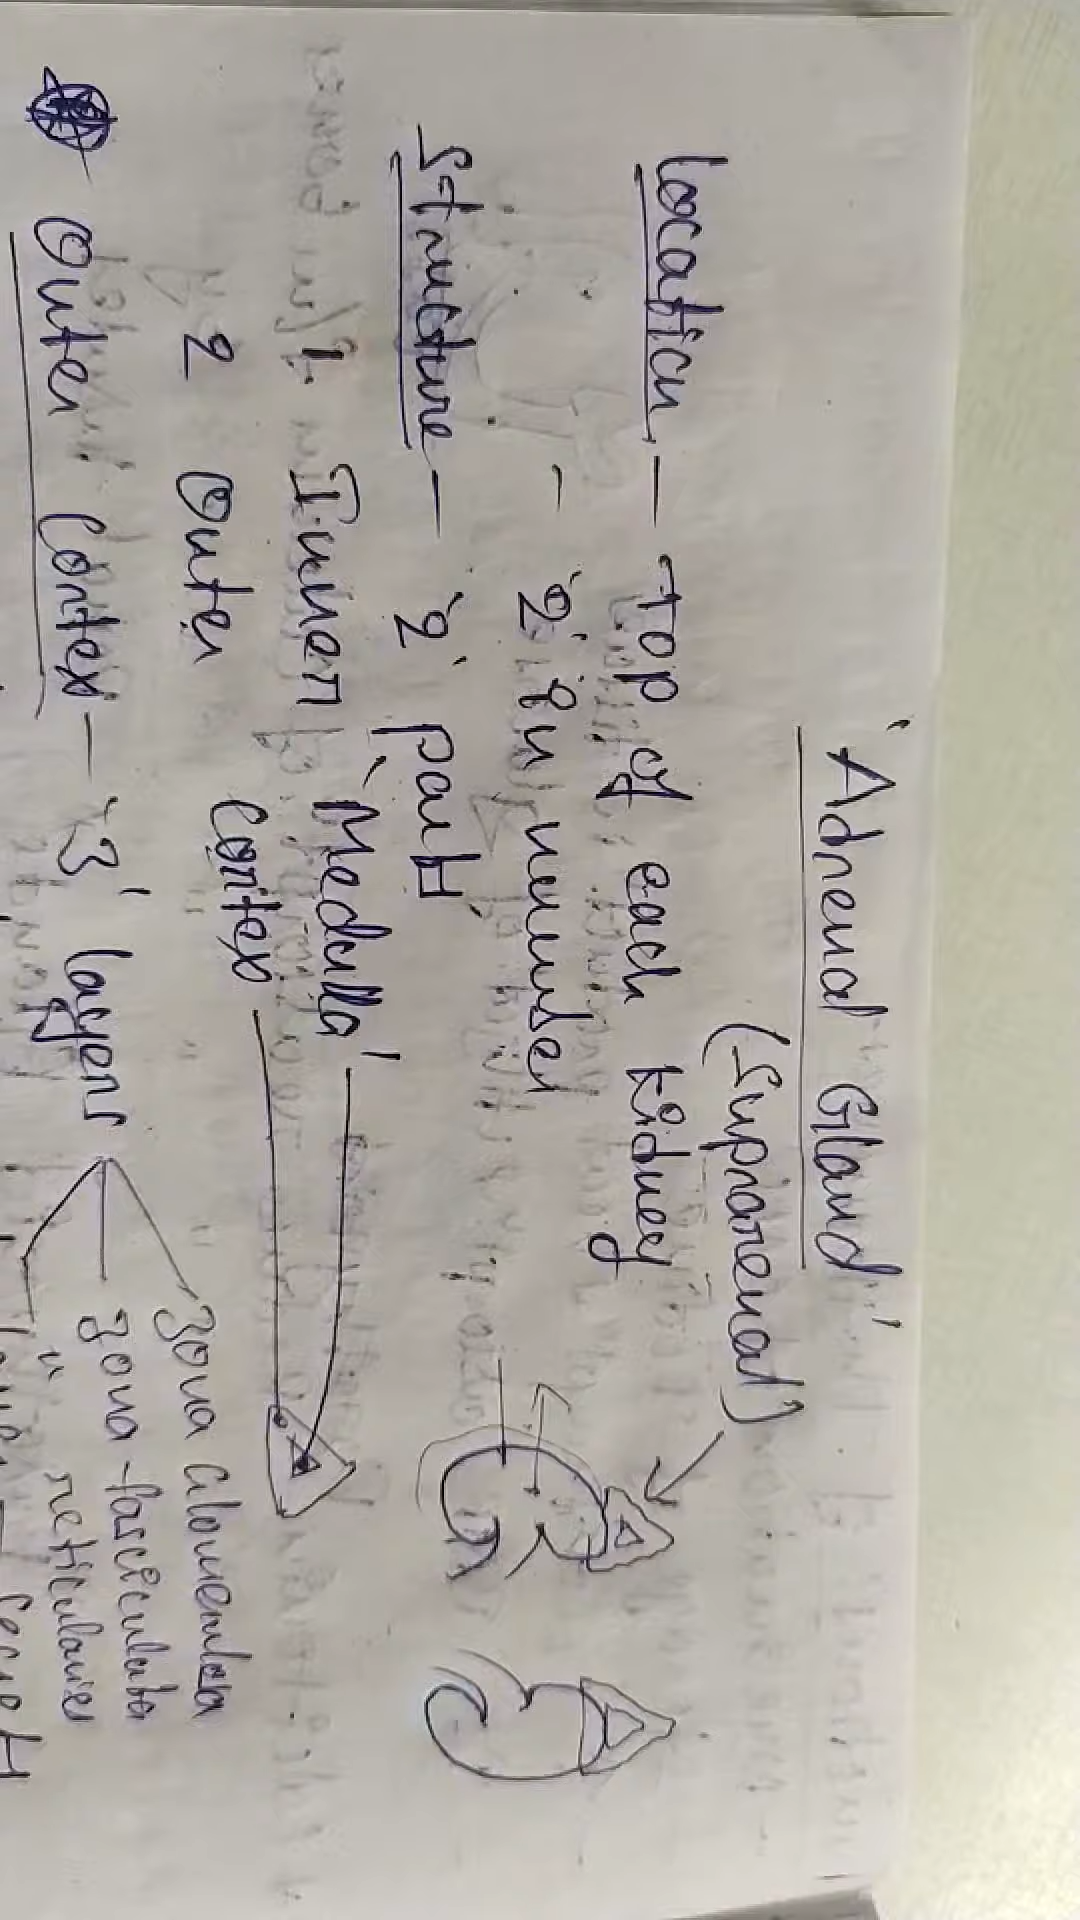 'Adrenal Gland'
(Suprarenal)
Location — Top of each kidney
— '2' in number
Structure — '2' part
1. Inner 'Medulla'
2 Outer Cortex
Outer Cortex — '3' layers
Zona Glomerulosa
Zona fasciculata
" reticularies